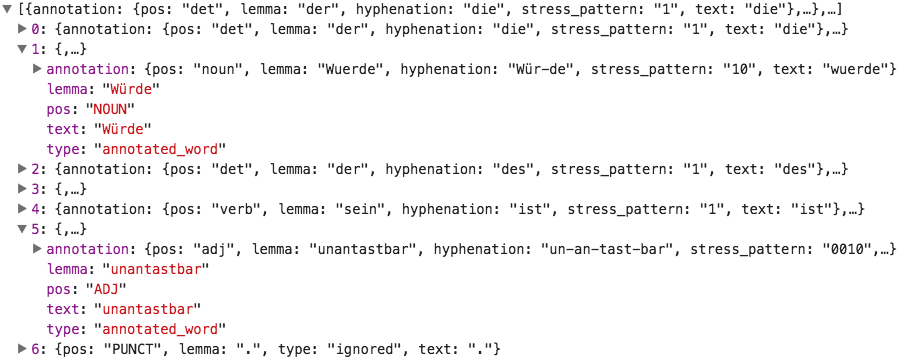 ▼ [{annotation: {pos: "det", lemma: "der", hyphenation: "die", stress_pattern: "1", text: "die"},…},…]
▶ 0: {annotation: {pos: "det", lemma: "der", hyphenation: "die", stress_pattern: "1", text: "die"},…}
▼ 1: {,…}
▶ annotation: {pos: "noun", lemma: "Wuerde", hyphenation: "Wür-de", stress_pattern: "10", text: "wuerde"}
lemma: "Würde"
pos: "NOUN"
text: "Würde"
type: "annotated_word"
▶ 2: {annotation: {pos: "det", lemma: "der", hyphenation: "des", stress_pattern: "1", text: "des"},…}
▶ 3: {,…}
▶ 4: {annotation: {pos: "verb", lemma: "sein", hyphenation: "ist", stress_pattern: "1", text: "ist"},…}
▼ 5: {,…}
▶ annotation: {pos: "adj", lemma: "unantastbar", hyphenation: "un-an-tast-bar", stress_pattern: "0010",…}
lemma: "unantastbar"
pos: "ADJ"
text: "unantastbar"
type: "annotated_word"
▶ 6: {pos: "PUNCT", lemma: ".", type: "ignored", text: "."}